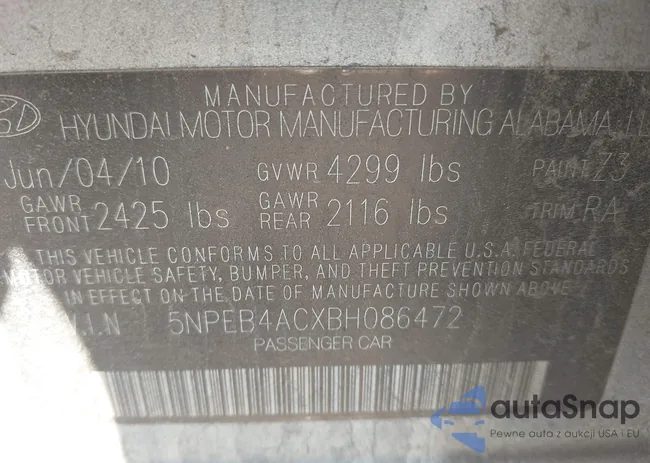 MANUFACTURED BY
HYUNDAI MOTOR MANUFACTURING ALABAMA, LL
Jun/04/10 GVWR 4299 lbs PAINT Z3
GAWR FRONT 2425 lbs GAWR REAR 2116 lbs TRIM RA
THIS VEHICLE CONFORMS TO ALL APPLICABLE U.S.A. FEDERAL
MOTOR VEHICLE SAFETY, BUMPER, AND THEFT PREVENTION STANDARDS
IN EFFECT ON THE DATE OF MANUFACTURE SHOWN ABOVE
V.I.N 5NPEB4ACXBH086472
PASSENGER CAR
autoSnap
Pewne auta z aukcji USA i EU